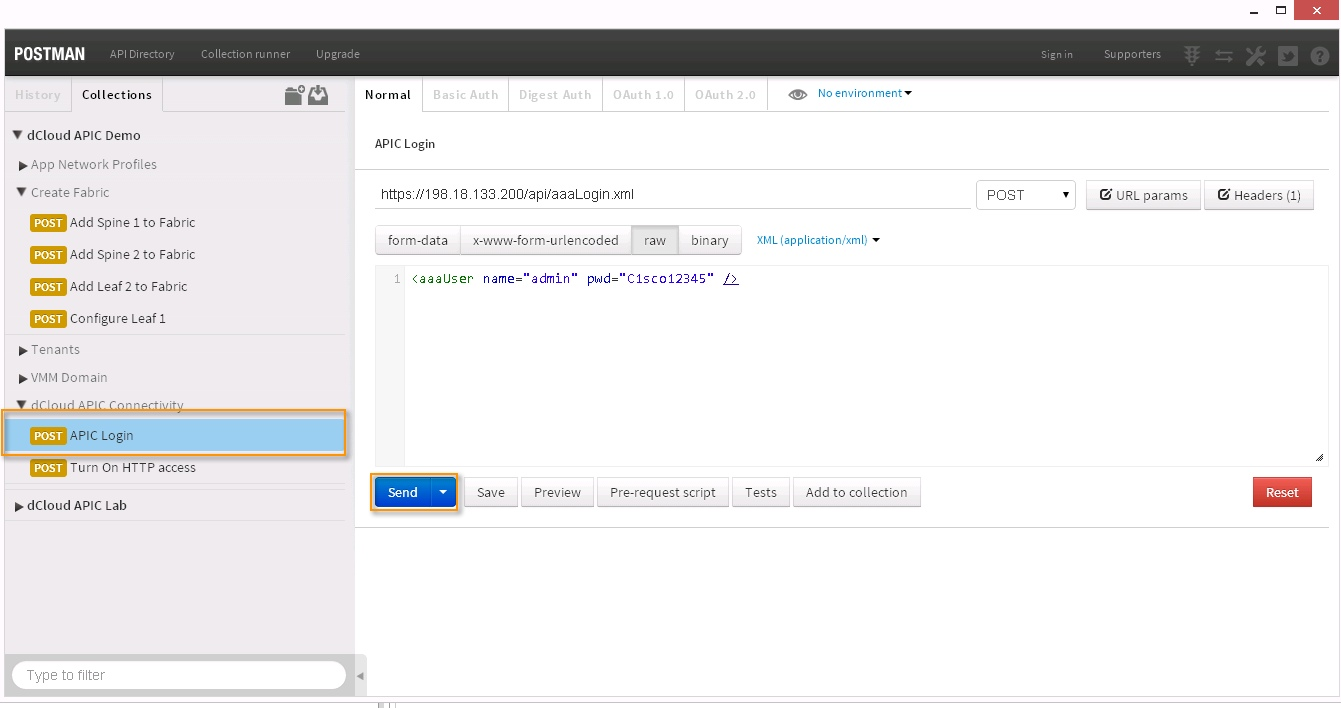 POSTMAN API Directory Collection runner Upgrade Sign in Supporters
History Collections
Normal Basic Auth Digest Auth OAuth 1.0 OAuth 2.0 No environment
dCloud APIC Demo
App Network Profiles
Create Fabric
POST Add Spine 1 to Fabric
POST Add Spine 2 to Fabric
POST Add Leaf 2 to Fabric
POST Configure Leaf 1
Tenants
VMM Domain
dCloud APIC Connectivity
POST APIC Login
POST Turn On HTTP access
dCloud APIC Lab
Type to filter
APIC Login
https://198.18.133.200/api/aaaLogin.xml POST URL params Headers (1)
form-data x-www-form-urlencoded raw binary XML (application/xml)
1 <aaaUser name="admin" pwd="C1sco12345" />
Send Save Preview Pre-request script Tests Add to collection Reset